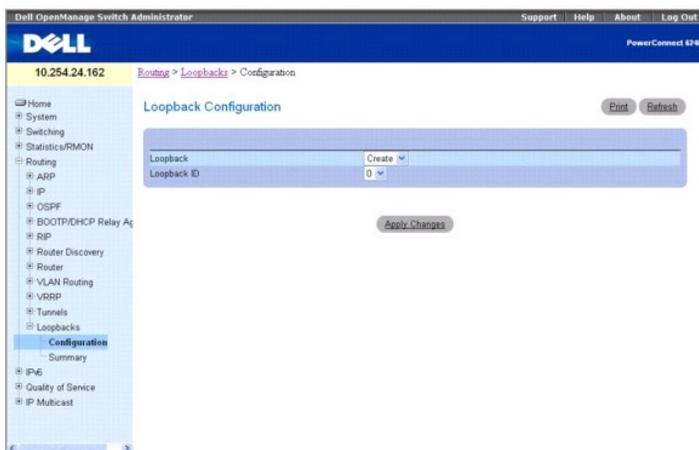 Dell OpenManage Switch Administrator
Support Help About Log Out
DELL
PowerConnect 624
10.254.24.162
Routing > Loopbacks > Configuration
Home
System
Switching
Statistics/RMON
Routing
ARP
IP
OSPF
BOOTP/DHCP Relay Ag
RIP
Router Discovery
Router
VLAN Routing
VRRP
Tunnels
Loopbacks
Configuration
Summary
IPv6
Quality of Service
IP Multicast
Loopback Configuration
Print Refresh
Loopback Create
Loopback ID 0
Apply Changes